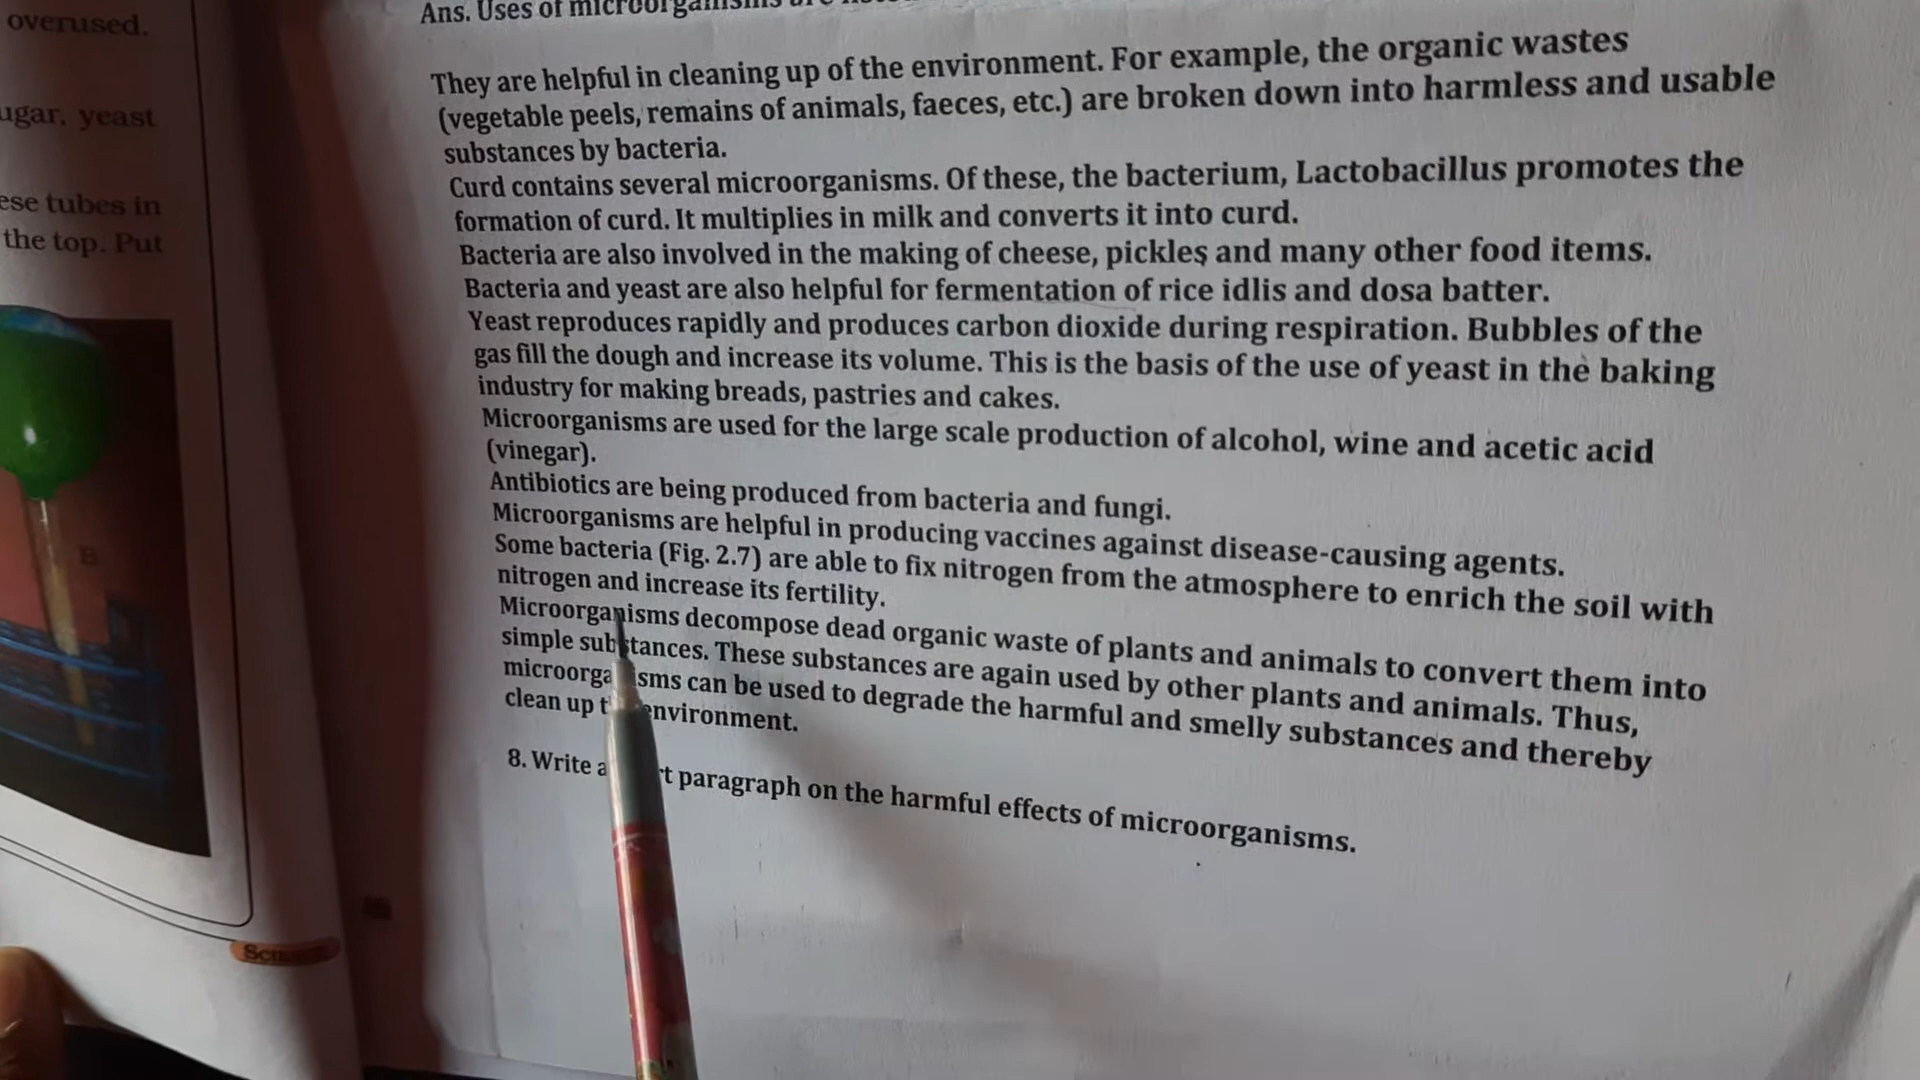 overused.
ugar, yeast
ese tubes in
the top. Put
Ans. Uses of microorganisms are
They are helpful in cleaning up of the environment. For example, the organic wastes
(vegetable peels, remains of animals, faeces, etc.) are broken down into harmless and usable
substances by bacteria.
Curd contains several microorganisms. Of these, the bacterium, Lactobacillus promotes the
formation of curd. It multiplies in milk and converts it into curd.
Bacteria are also involved in the making of cheese, pickles and many other food items.
Bacteria and yeast are also helpful for fermentation of rice idlis and dosa batter.
Yeast reproduces rapidly and produces carbon dioxide during respiration. Bubbles of the
gas fill the dough and increase its volume. This is the basis of the use of yeast in the baking
industry for making breads, pastries and cakes.
Microorganisms are used for the large scale production of alcohol, wine and acetic acid
(vinegar).
Antibiotics are being produced from bacteria and fungi.
Microorganisms are helpful in producing vaccines against disease-causing agents.
Some bacteria (Fig. 2.7) are able to fix nitrogen from the atmosphere to enrich the soil with
nitrogen and increase its fertility.
Microorganisms decompose dead organic waste of plants and animals to convert them into
simple substances. These substances are again used by other plants and animals. Thus,
microorganisms can be used to degrade the harmful and smelly substances and thereby
clean up environment.
8. Write a paragraph on the harmful effects of microorganisms.